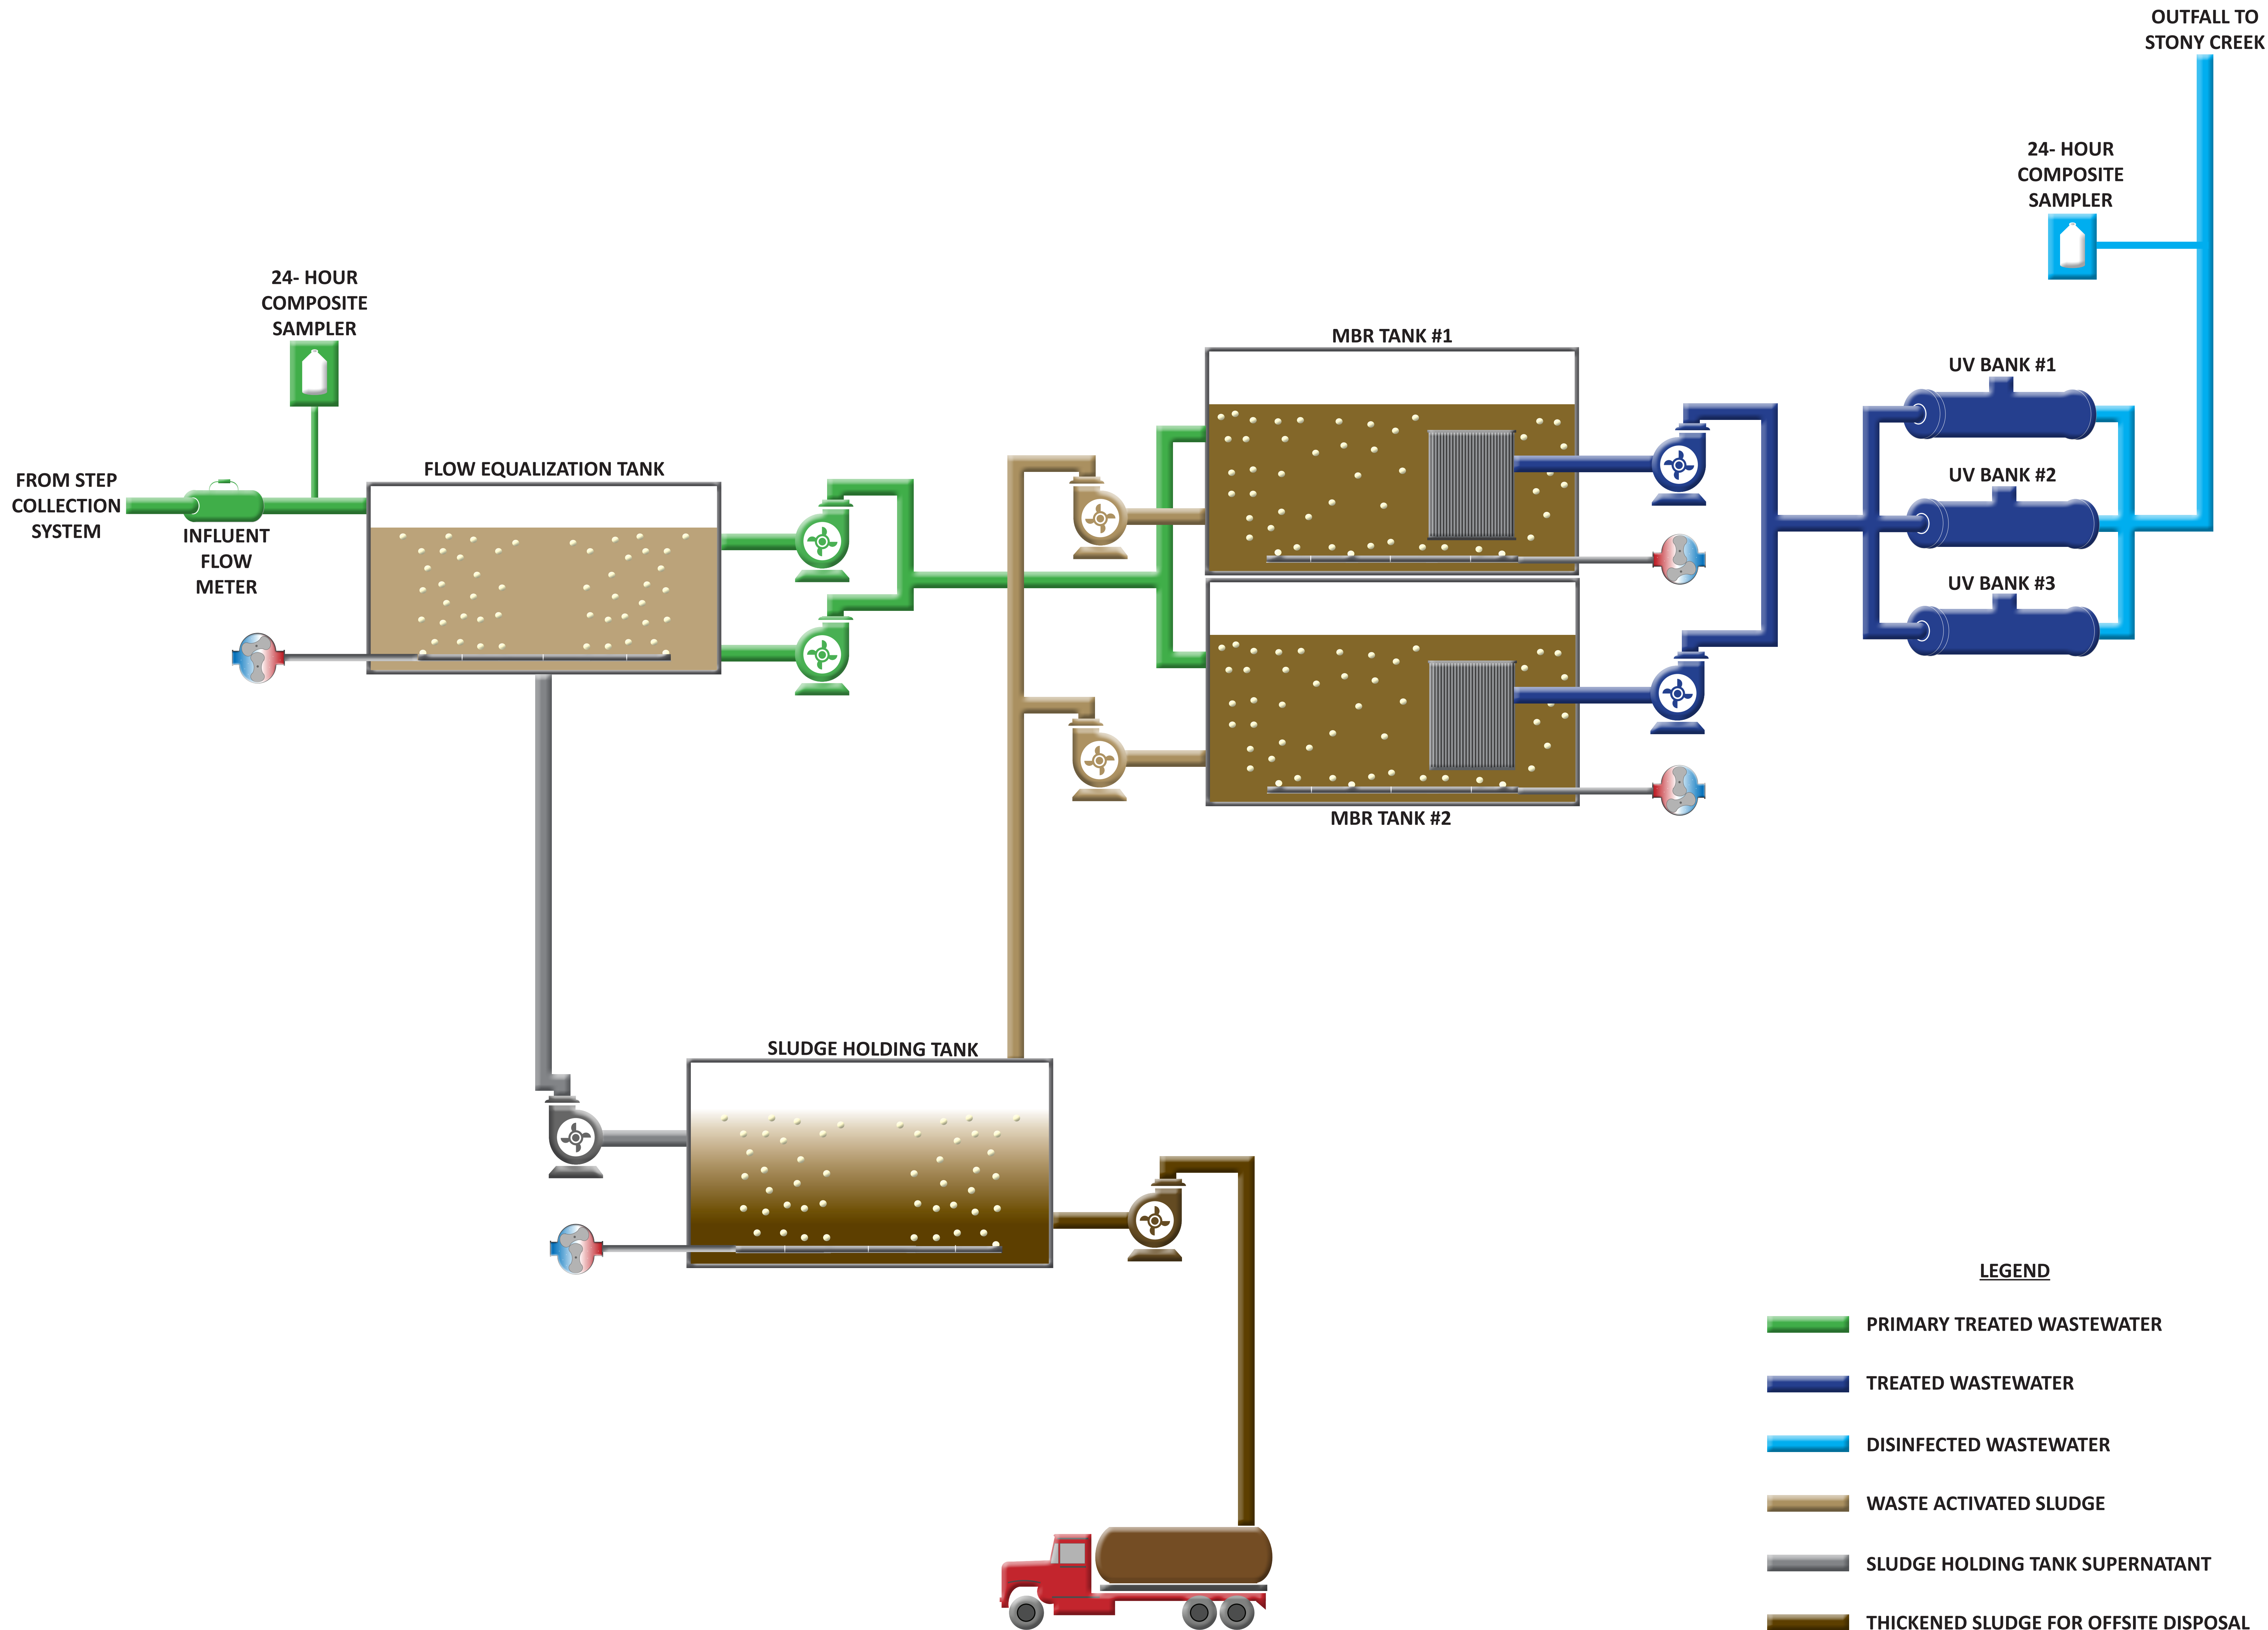 OUTFALL TO
STONY CREEK
24- HOUR
COMPOSITE
SAMPLER
24- HOUR
COMPOSITE
SAMPLER
MBR TANK #1
UV BANK #1
FLOW EQUALIZATION TANK
FROM STEP
COLLECTION
SYSTEM
INFLUENT
FLOW
METER
UV BANK #2
UV BANK #3
MBR TANK #2
SLUDGE HOLDING TANK
LEGEND
PRIMARY TREATED WASTEWATER
TREATED WASTEWATER
DISINFECTED WASTEWATER
WASTE ACTIVATED SLUDGE
SLUDGE HOLDING TANK SUPERNATANT
THICKENED SLUDGE FOR OFFSITE DISPOSAL